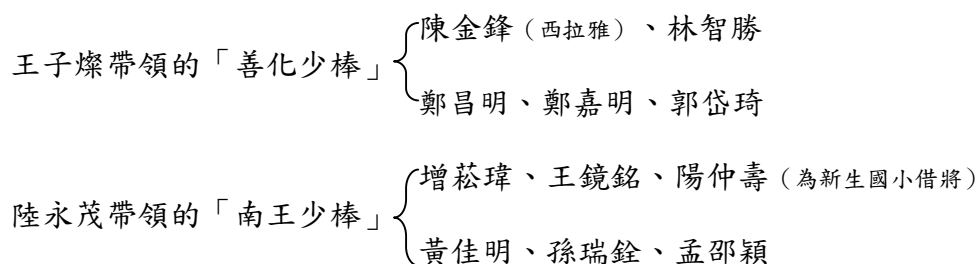 王子燦帶領的「善化少棒」
陳金鋒（西拉雅）、林智勝
鄭昌明、鄭嘉明、郭岱琦
陸永茂帶領的「南王少棒」
增菘瑋、王鏡銘、陽仲壽（為新生國小借將）
黃佳明、孫瑞銓、孟邵穎